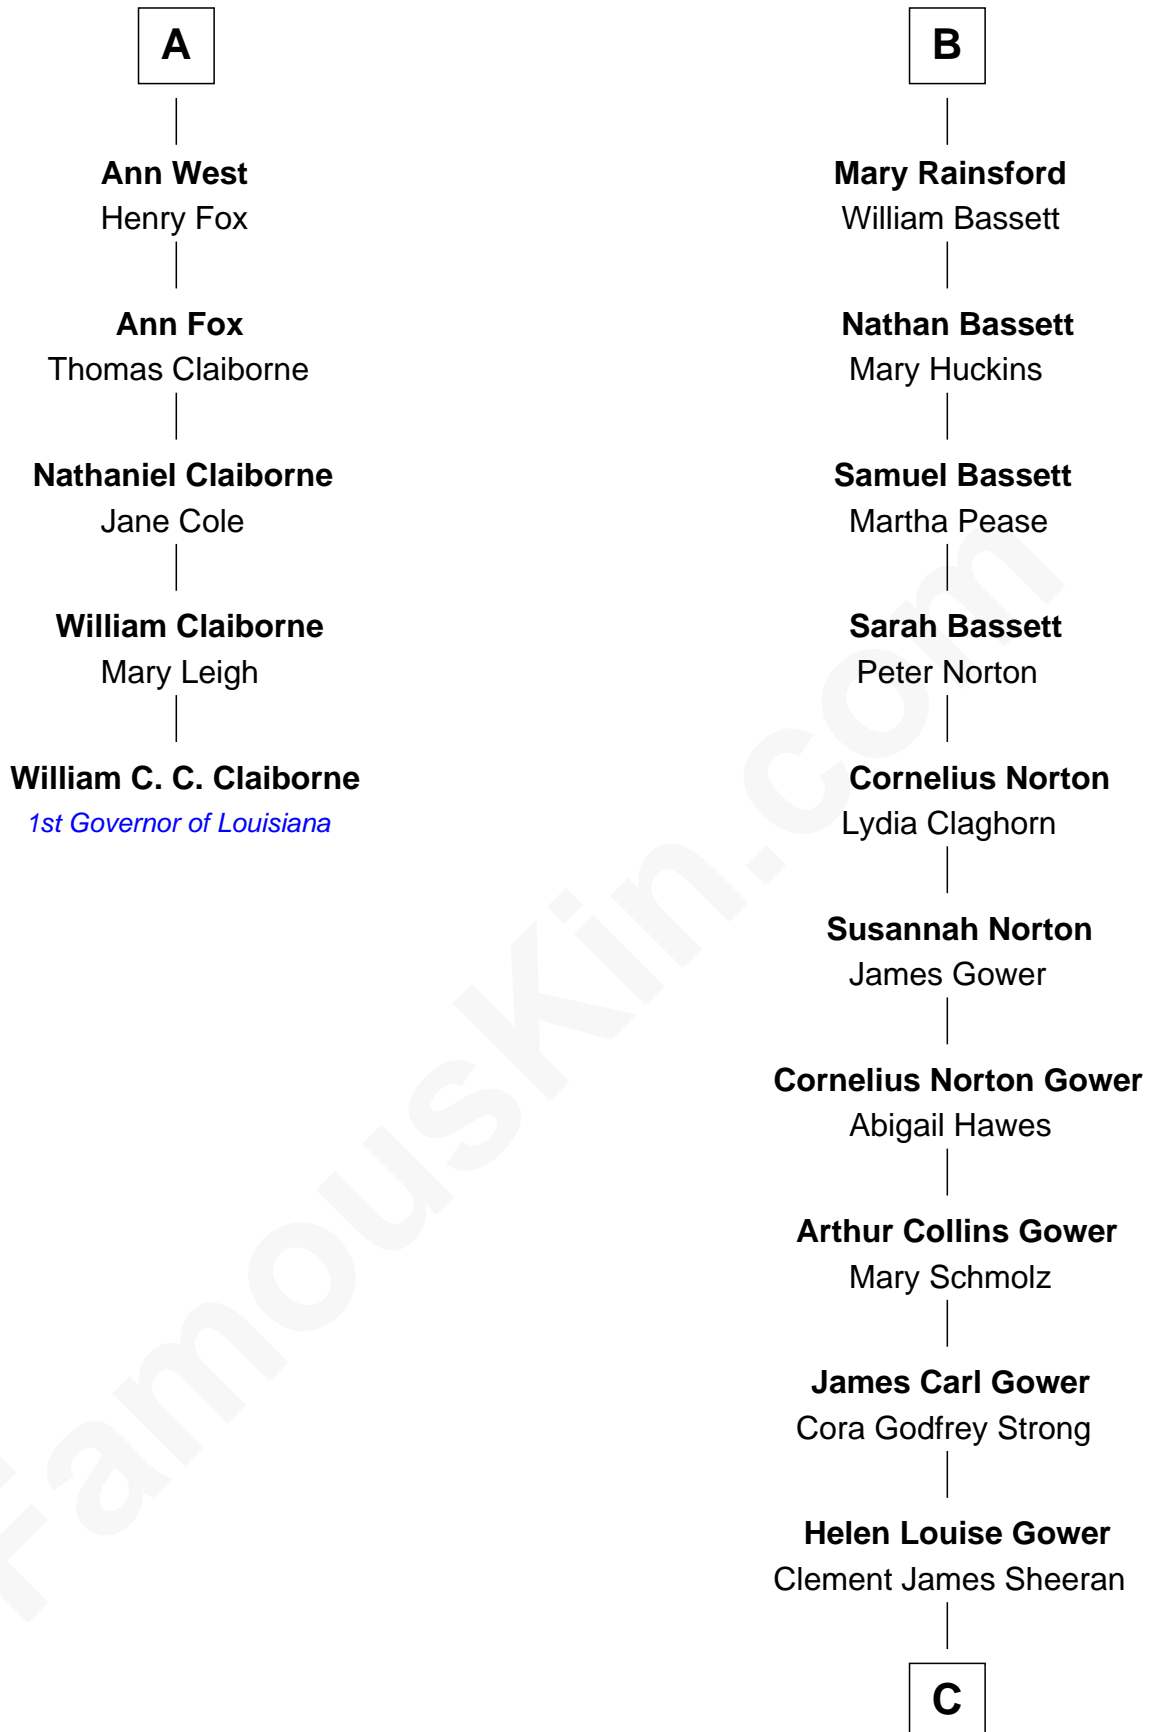 A
Ann West
Henry Fox
Ann Fox
Thomas Claiborne
Nathaniel Claiborne
Jane Cole
William Claiborne
Mary Leigh
William C. C. Claiborne
1st Governor of Louisiana
B
Mary Rainsford
William Bassett
Nathan Bassett
Mary Huckins
Samuel Bassett
Martha Pease
Sarah Bassett
Peter Norton
Cornelius Norton
Lydia Claghorn
Susannah Norton
James Gower
Cornelius Norton Gower
Abigail Hawes
Arthur Collins Gower
Mary Schmolz
James Carl Gower
Cora Godfrey Strong
Helen Louise Gower
Clement James Sheeran
C
FamousKin.com